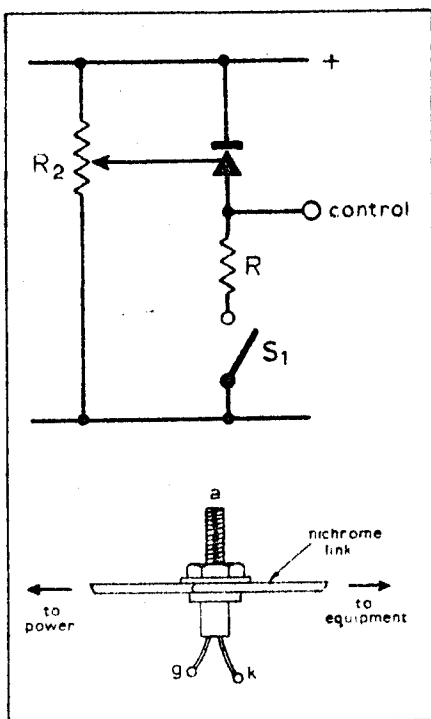 +
R2
control
R
S1
a
nichrome
link
to
power
to
equipment
g
k